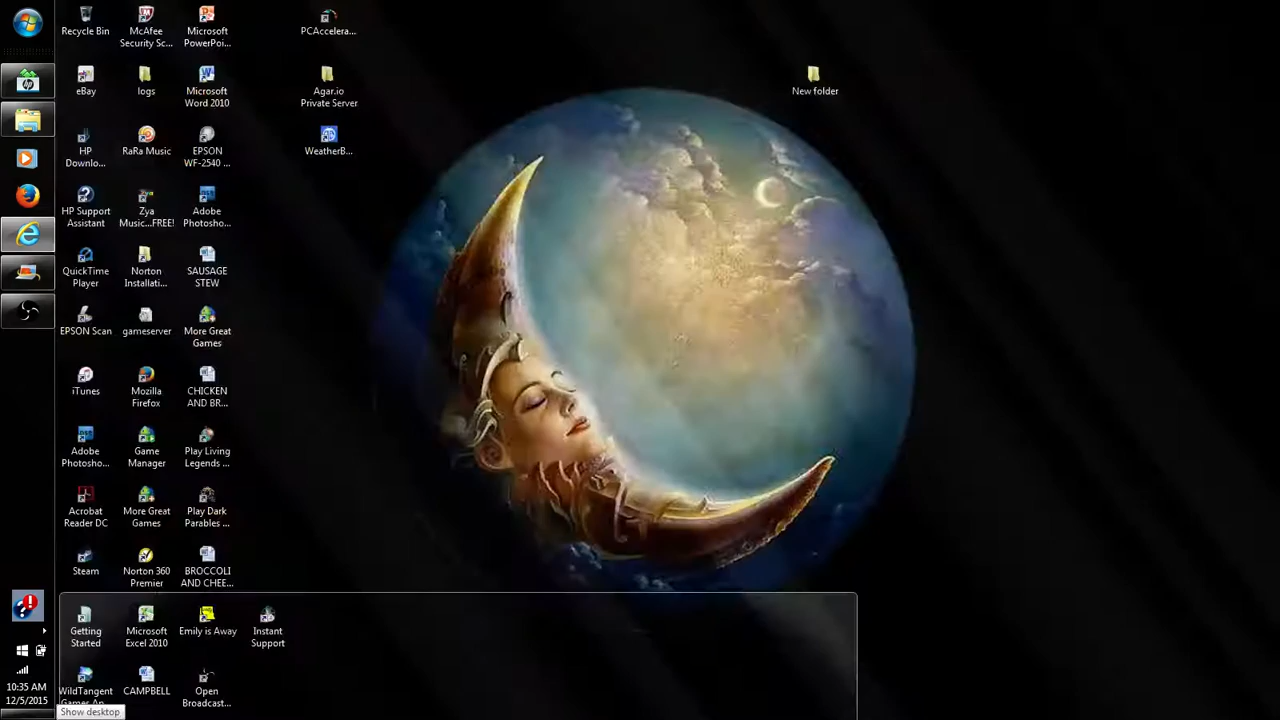 Recycle Bin
McAfee
Security Sc...
Microsoft
PowerPoi...
PCAccelera...
eBay
logs
Microsoft
Word 2010
Agar.io
Private Server
New folder
HP
Downlo...
RaRa Music
EPSON
WF-2540 ...
WeatherB...
HP Support
Assistant
Zya
Music...FREE!
Adobe
Photosho...
QuickTime
Player
Norton
Installati...
SAUSAGE
STEW
EPSON Scan
gameserver
More Great
Games
iTunes
Mozilla
Firefox
CHICKEN
AND BR...
Adobe
Photosho...
Game
Manager
Play Living
Legends ...
Acrobat
Reader DC
More Great
Games
Play Dark
Parables ...
Steam
Norton 360
Premier
BROCCOLI
AND CHEE...
Getting
Started
Microsoft
Excel 2010
Emily is Away
Instant
Support
WildTangent
Games Ap...
CAMPBELL
Open
Broadcast...
10:35 AM
12/5/2015
Show desktop